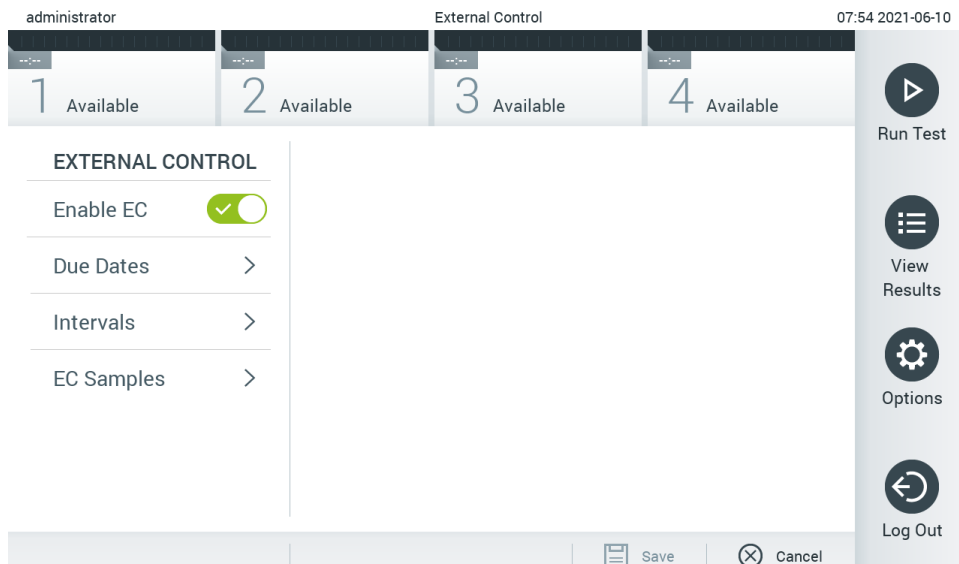 administrator External Control 07:54 2021-06-10
--:-- --:-- --:-- --:--
1 Available 2 Available 3 Available 4 Available
Run Test
EXTERNAL CONTROL
Enable EC
Due Dates
Intervals
EC Samples
View
Results
Options
Log Out
Save Cancel